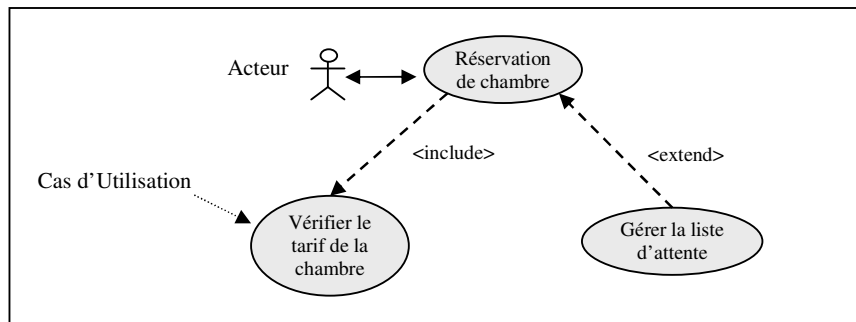 Acteur
Réservation
de chambre
<include>
<extend>
Cas d'Utilisation
Vérifier le
tarif de la
chambre
Gérer la liste
d'attente